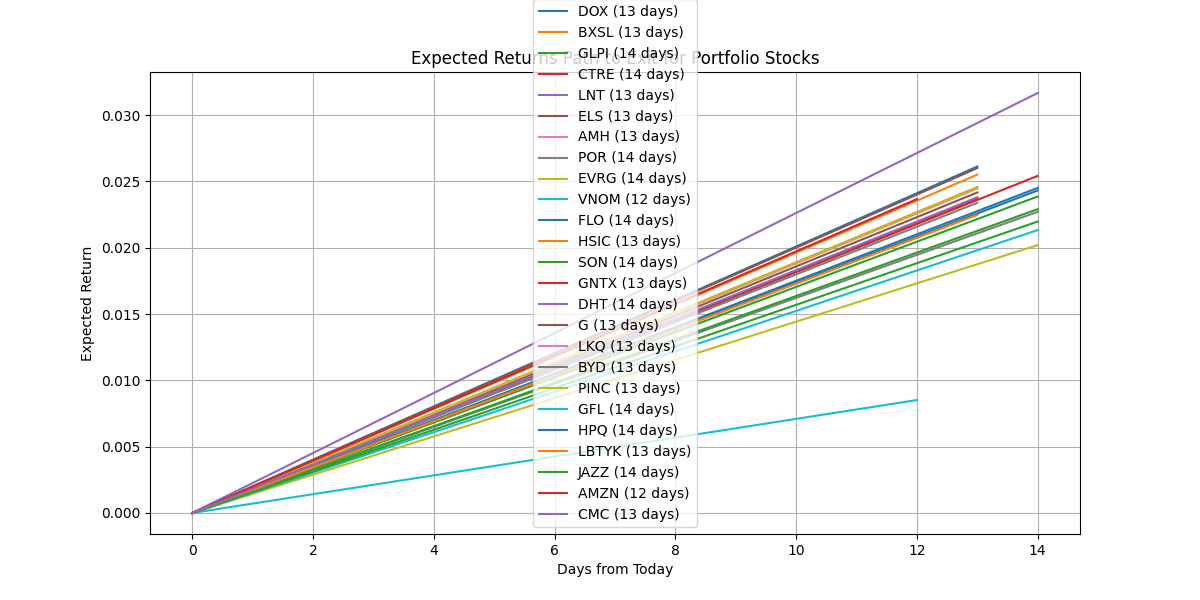 DOX (13 days)
BXSL (13 days)
GLPI (14 days)
Expected Returns Path to Exit for Portfolio Stocks
CTRE (14 days)
LNT (13 days)
ELS (13 days)
AMH (13 days)
POR (14 days)
EVRG (14 days)
VNOM (12 days)
FLO (14 days)
HSIC (13 days)
SON (14 days)
GNTX (13 days)
DHT (14 days)
G (13 days)
LKQ (13 days)
BYD (13 days)
PINC (13 days)
GFL (14 days)
HPQ (14 days)
LBTYK (13 days)
JAZZ (14 days)
AMZN (12 days)
CMC (13 days)
Expected Return
0.030
0.025
0.020
0.015
0.010
0.005
0.000
0 2 4 6 8 10 12 14
Days from Today